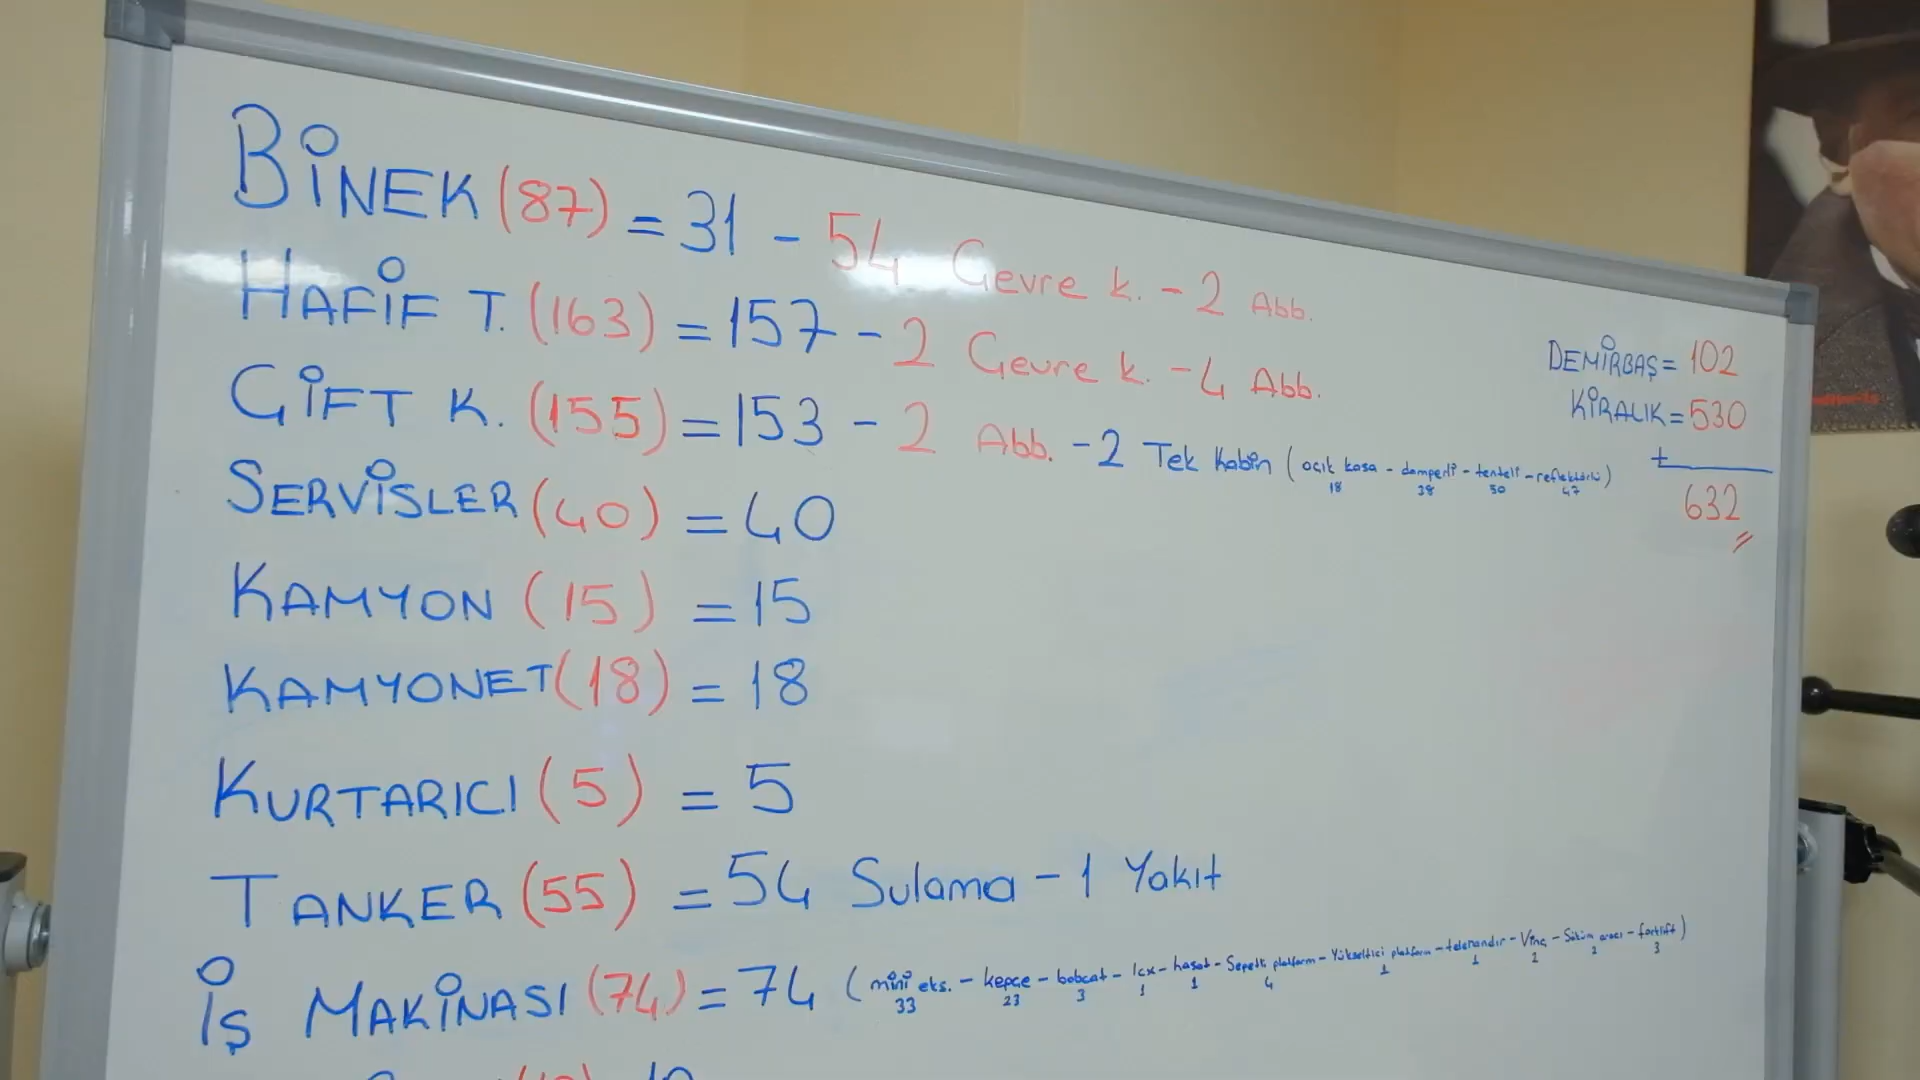 BİNEK (87) = 31 - 54 Çevre k. - 2 Abb.
HAFİF T. (163) = 157 - 2 Çevre k. - 4 Abb.
ÇİFT K. (155) = 153 - 2 Abb. - 2 Tek Kabin (açık kasa - damperli - tenteli - reflektörlü)
18 38 50 47
SERVİSLER (40) = 40
KAMYON (15) = 15
KAMYONET (18) = 18
KURTARICI (5) = 5
TANKER (55) = 54 Sulama - 1 Yakıt
İŞ MAKİNASI (74) = 74 (mini eks. - kepçe - bobcat - - hasat - Sepetli platform - Yükseltici platform - - Vinç - Söküm aracı - forklift)
33 23 3 1 1 4 1 1 2 2 3
DEMİRBAŞ = 102
KİRALIK = 530
+
632